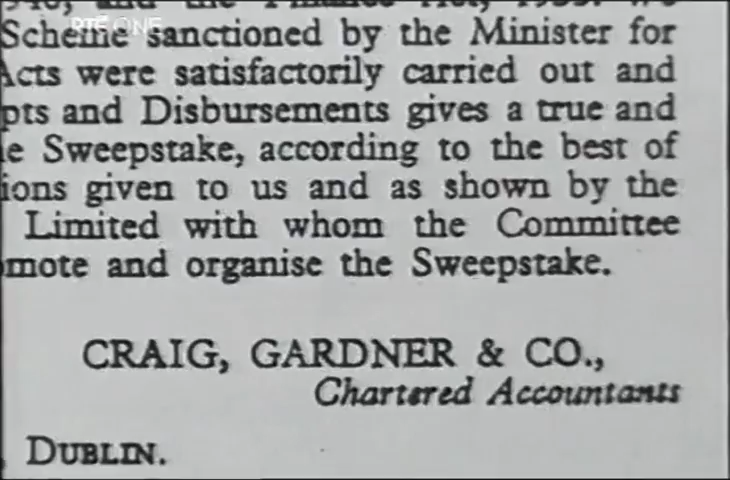 RTÉ ONE
Scheme sanctioned by the Minister for
Acts were satisfactorily carried out and
pts and Disbursements gives a true and
e Sweepstake, according to the best of
ions given to us and as shown by the
Limited with whom the Committee
mote and organise the Sweepstake.
CRAIG, GARDNER & CO.,
Chartered Accountants
DUBLIN.